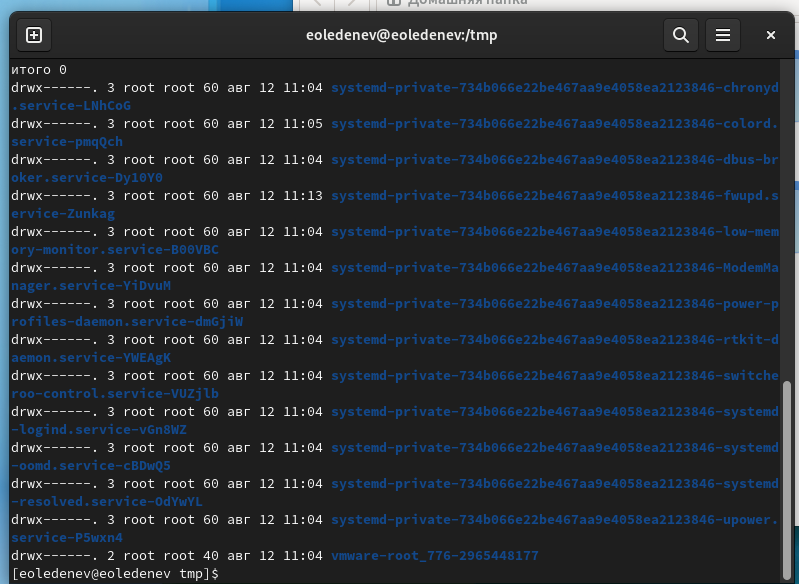 Домашняя папка
eoledenev@eoledenev:/tmp
итого 0
drwx------. 3 root root 60 авг 12 11:04 systemd-private-734b066e22be467aa9e4058ea2123846-chronyd
.service-LNhCoG
drwx------. 3 root root 60 авг 12 11:05 systemd-private-734b066e22be467aa9e4058ea2123846-colord.
service-pmqQch
drwx------. 3 root root 60 авг 12 11:04 systemd-private-734b066e22be467aa9e4058ea2123846-dbus-br
oker.service-Dy10Y0
drwx------. 3 root root 60 авг 12 11:13 systemd-private-734b066e22be467aa9e4058ea2123846-fwupd.s
ervice-Zunkag
drwx------. 3 root root 60 авг 12 11:04 systemd-private-734b066e22be467aa9e4058ea2123846-low-mem
ory-monitor.service-B00VBC
drwx------. 3 root root 60 авг 12 11:04 systemd-private-734b066e22be467aa9e4058ea2123846-ModemMa
nager.service-YiDvuM
drwx------. 3 root root 60 авг 12 11:04 systemd-private-734b066e22be467aa9e4058ea2123846-power-p
rofiles-daemon.service-dmGjiW
drwx------. 3 root root 60 авг 12 11:04 systemd-private-734b066e22be467aa9e4058ea2123846-rtkit-d
aemon.service-YWEAgK
drwx------. 3 root root 60 авг 12 11:04 systemd-private-734b066e22be467aa9e4058ea2123846-switche
roo-control.service-VUZjlb
drwx------. 3 root root 60 авг 12 11:04 systemd-private-734b066e22be467aa9e4058ea2123846-systemd
-logind.service-vGn8WZ
drwx------. 3 root root 60 авг 12 11:04 systemd-private-734b066e22be467aa9e4058ea2123846-systemd
-oomd.service-cBDwQ5
drwx------. 3 root root 60 авг 12 11:04 systemd-private-734b066e22be467aa9e4058ea2123846-systemd
-resolved.service-OdYwYL
drwx------. 3 root root 60 авг 12 11:04 systemd-private-734b066e22be467aa9e4058ea2123846-upower.
service-P5wxn4
drwx------. 2 root root 40 авг 12 11:04 vmware-root_776-2965448177
[eoledenev@eoledenev tmp]$